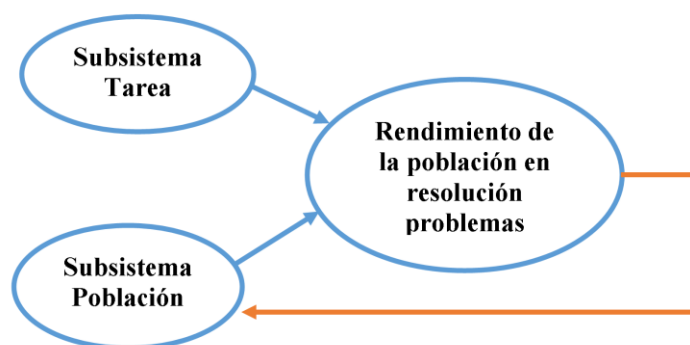 Subsistema
Tarea
Rendimiento de
la población en
resolución
problemas
Subsistema
Población